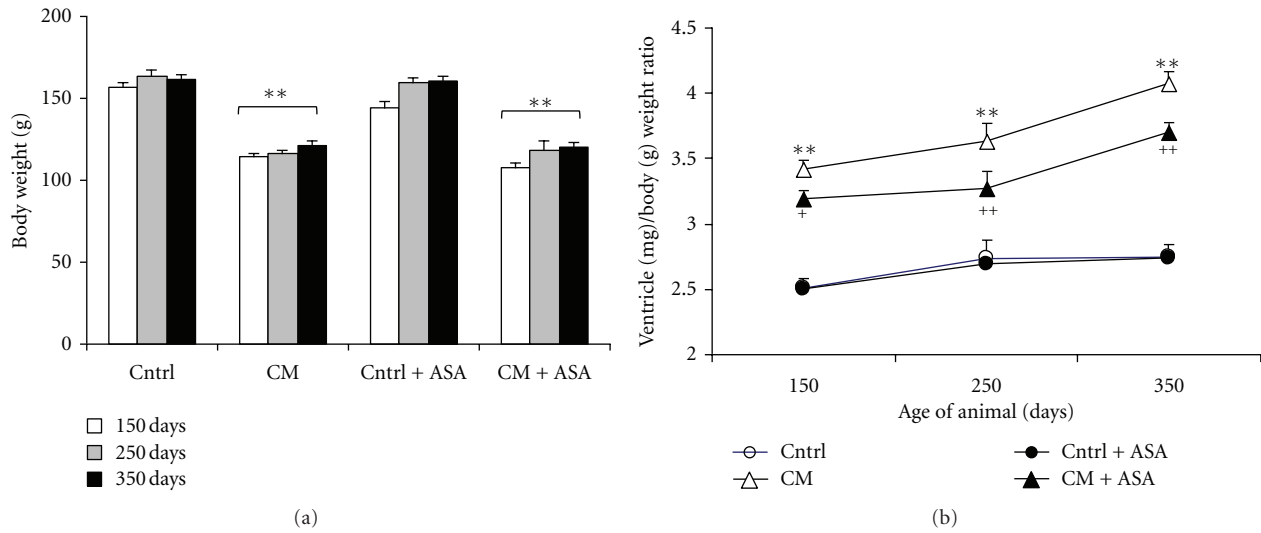 200
150
100
50
0
Body weight (g)
**
**
Cntrl
CM
Cntrl + ASA
CM + ASA
150 days
250 days
350 days
(a)
4.5
4
3.5
3
2.5
2
Ventricle (mg)/body (g) weight ratio
**
**
**
+
++
++
150
250
350
Age of animal (days)
Cntrl
CM
Cntrl + ASA
CM + ASA
(b)